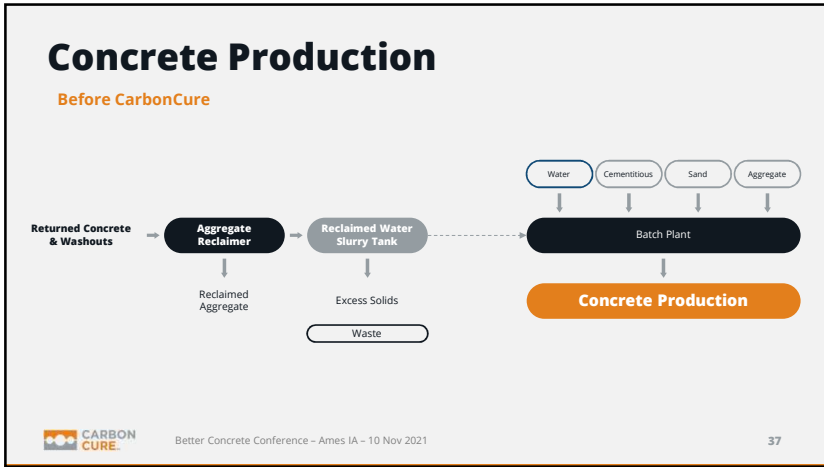 Concrete Production
Before CarbonCure
Water
Cementitious
Sand
Aggregate
Returned Concrete
& Washouts
Aggregate
Reclaimer
Reclaimed Water
Slurry Tank
Batch Plant
Reclaimed
Aggregate
Excess Solids
Concrete Production
Waste
CARBON
CURE™
Better Concrete Conference – Ames IA – 10 Nov 2021
37